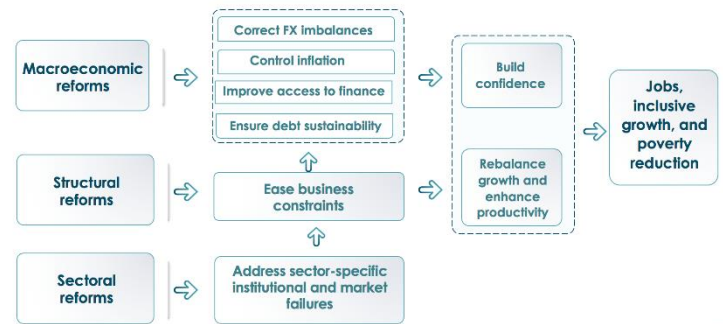 Macroeconomic
reforms
Correct FX imbalances
Control inflation
Improve access to finance
Ensure debt sustainability
Build
confidence
Jobs,
inclusive
growth, and
poverty
reduction
Structural
reforms
Ease business
constraints
Rebalance
growth and
enhance
productivity
Sectoral
reforms
Address sector-specific
institutional and market
failures